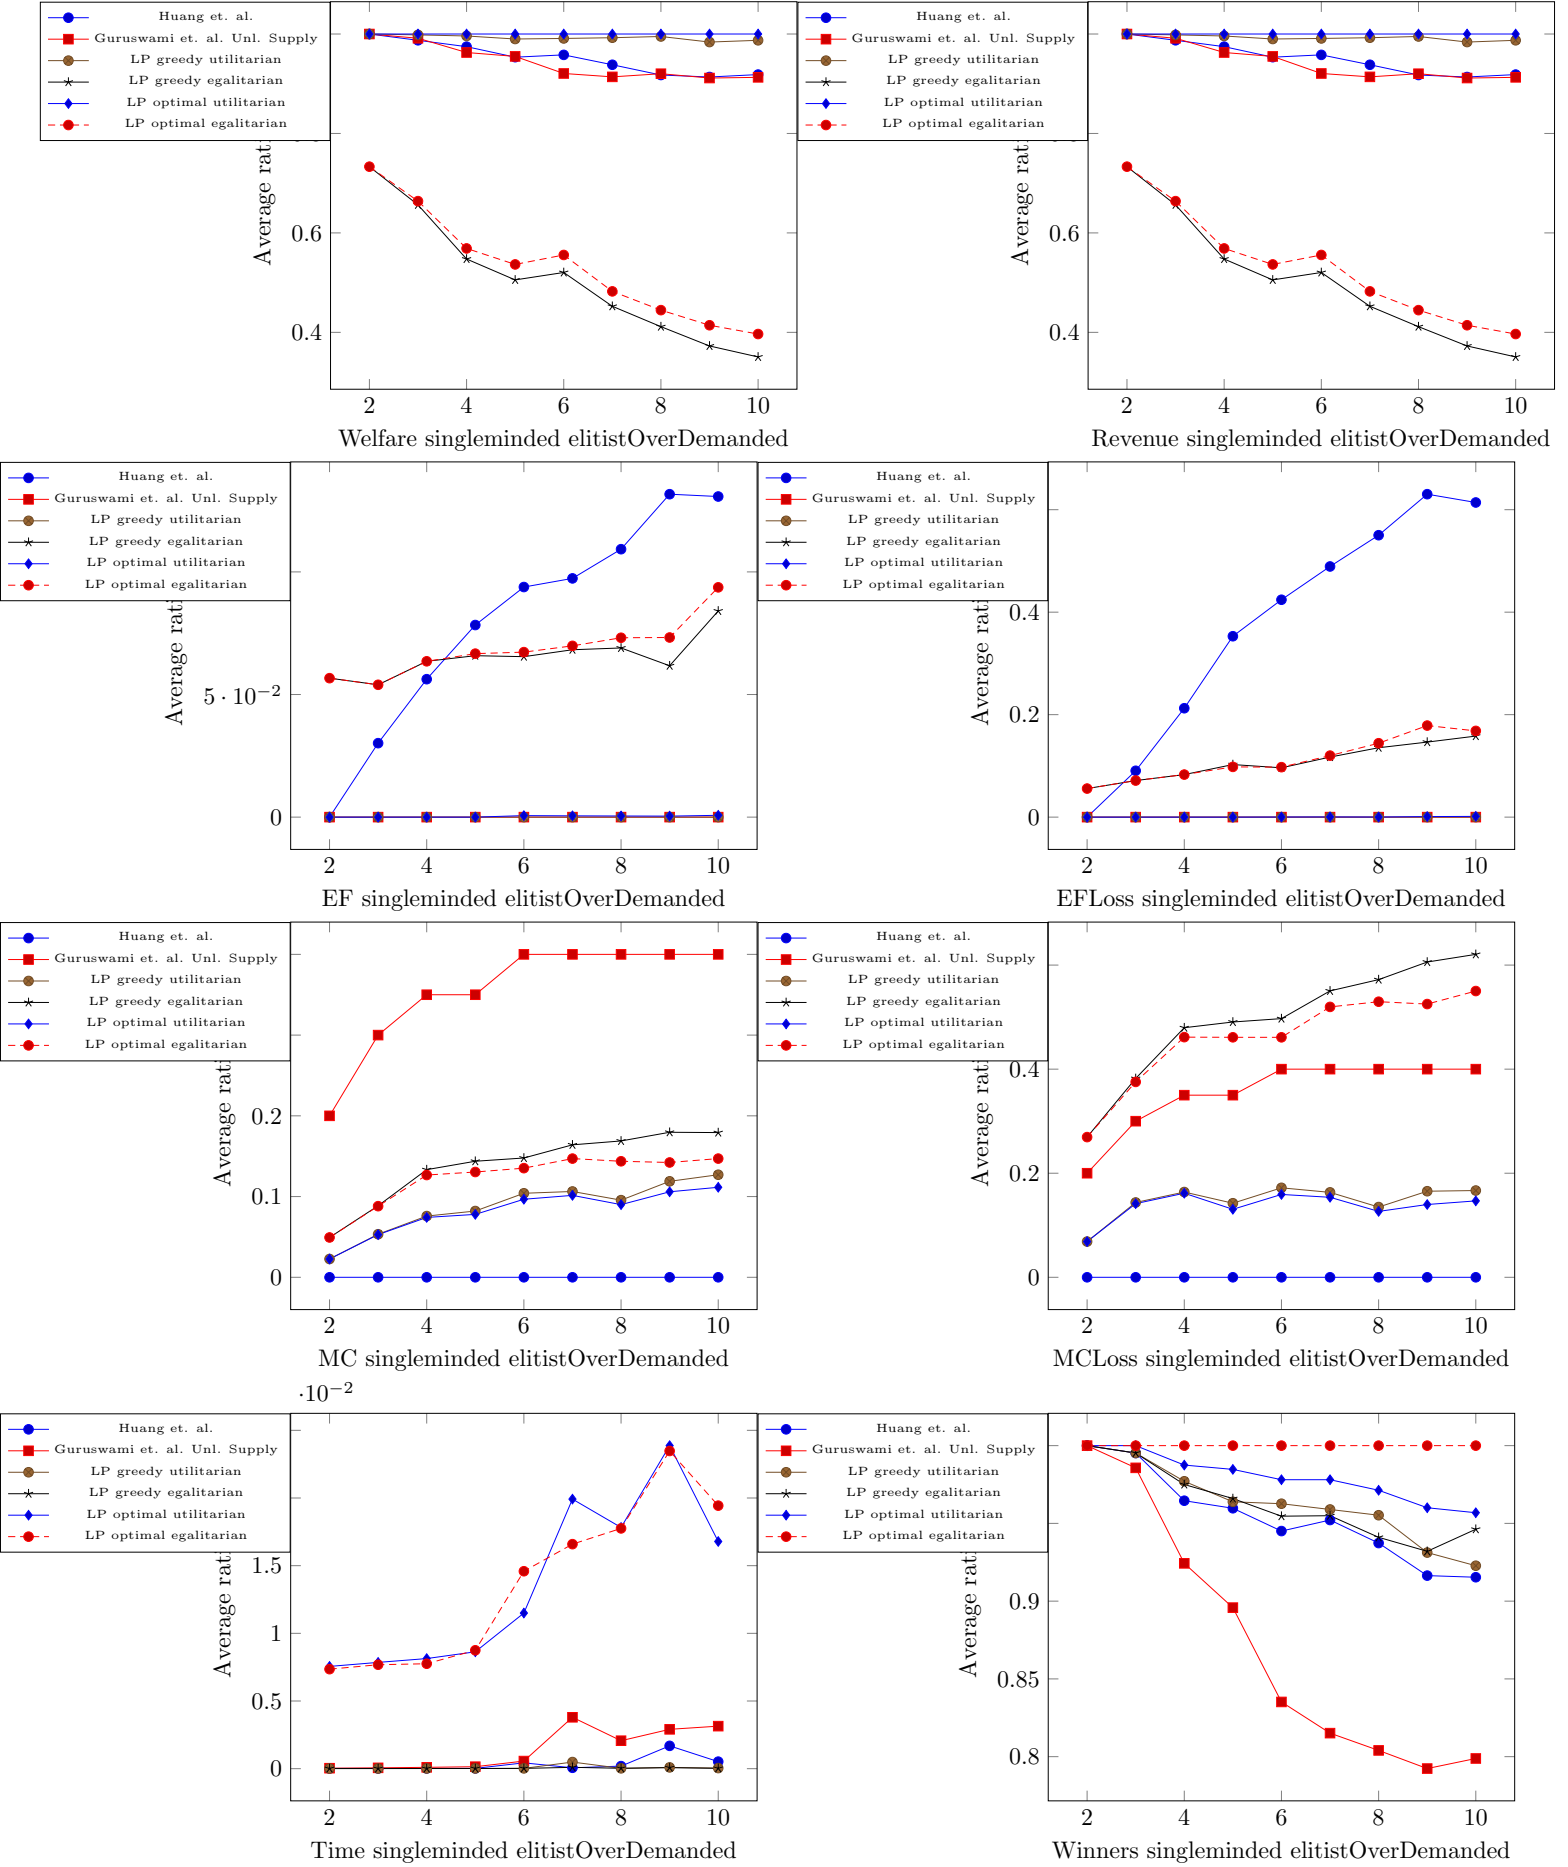 Huang et. al.
Guruswami et. al. Unl. Supply
LP greedy utilitarian
LP greedy egalitarian
LP optimal utilitarian
LP optimal egalitarian
Average rati
0.6
0.4
2 4 6 8 10
Welfare singleminded elitistOverDemanded
Huang et. al.
Guruswami et. al. Unl. Supply
LP greedy utilitarian
LP greedy egalitarian
LP optimal utilitarian
LP optimal egalitarian
Average rati
0.6
0.4
2 4 6 8 10
Revenue singleminded elitistOverDemanded
Huang et. al.
Guruswami et. al. Unl. Supply
LP greedy utilitarian
LP greedy egalitarian
LP optimal utilitarian
LP optimal egalitarian
Average rati
5 · 10−2
0
2 4 6 8 10
EF singleminded elitistOverDemanded
Huang et. al.
Guruswami et. al. Unl. Supply
LP greedy utilitarian
LP greedy egalitarian
LP optimal utilitarian
LP optimal egalitarian
Average rati
0.4
0.2
0
2 4 6 8 10
EFLoss singleminded elitistOverDemanded
Huang et. al.
Guruswami et. al. Unl. Supply
LP greedy utilitarian
LP greedy egalitarian
LP optimal utilitarian
LP optimal egalitarian
Average rati
0.2
0.1
0
2 4 6 8 10
MC singleminded elitistOverDemanded
Huang et. al.
Guruswami et. al. Unl. Supply
LP greedy utilitarian
LP greedy egalitarian
LP optimal utilitarian
LP optimal egalitarian
Average rati
0.4
0.2
0
2 4 6 8 10
MCLoss singleminded elitistOverDemanded
·10−2
Huang et. al.
Guruswami et. al. Unl. Supply
LP greedy utilitarian
LP greedy egalitarian
LP optimal utilitarian
LP optimal egalitarian
Average rati
1.5
1
0.5
0
2 4 6 8 10
Time singleminded elitistOverDemanded
Huang et. al.
Guruswami et. al. Unl. Supply
LP greedy utilitarian
LP greedy egalitarian
LP optimal utilitarian
LP optimal egalitarian
Average rati
0.9
0.85
0.8
2 4 6 8 10
Winners singleminded elitistOverDemanded